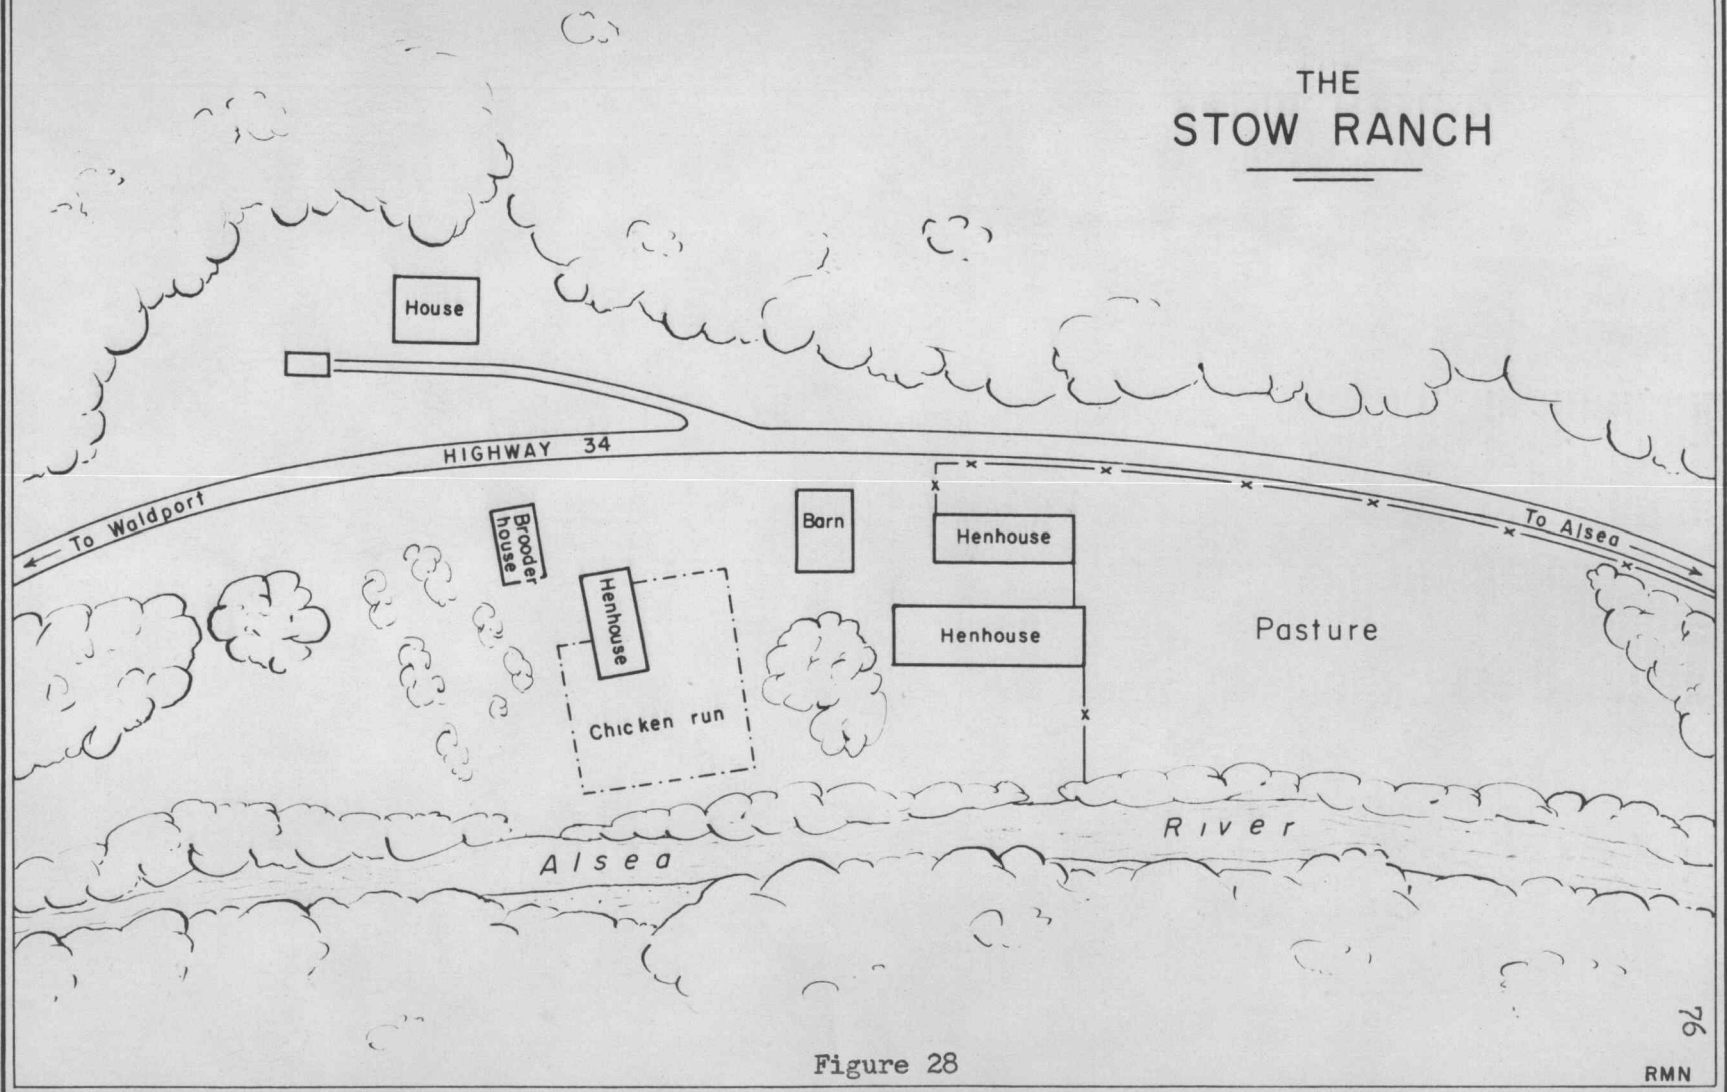 THE
STOW RANCH
House
HIGHWAY 34
To Waldport
To Alsea
Brooder
house
Barn
Henhouse
Henhouse
Henhouse
Pasture
Chicken run
Alsea River
76
Figure 28
RMN